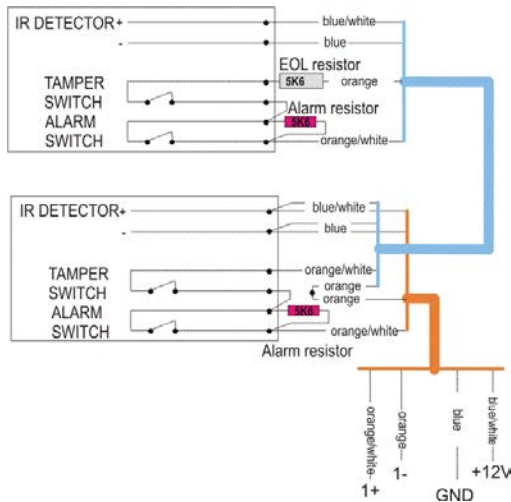 IR DETECTOR+
blue/white
-
blue
EOL resistor
TAMPER
5K6
orange
SWITCH
Alarm resistor
ALARM
5K6
SWITCH
orange/white
IR DETECTOR+
blue/white
-
blue
TAMPER
orange/white
SWITCH
orange
orange
ALARM
5K6
SWITCH
orange/white
Alarm resistor
orange/white
orange
blue
blue/white
1+
1-
GND
+12V